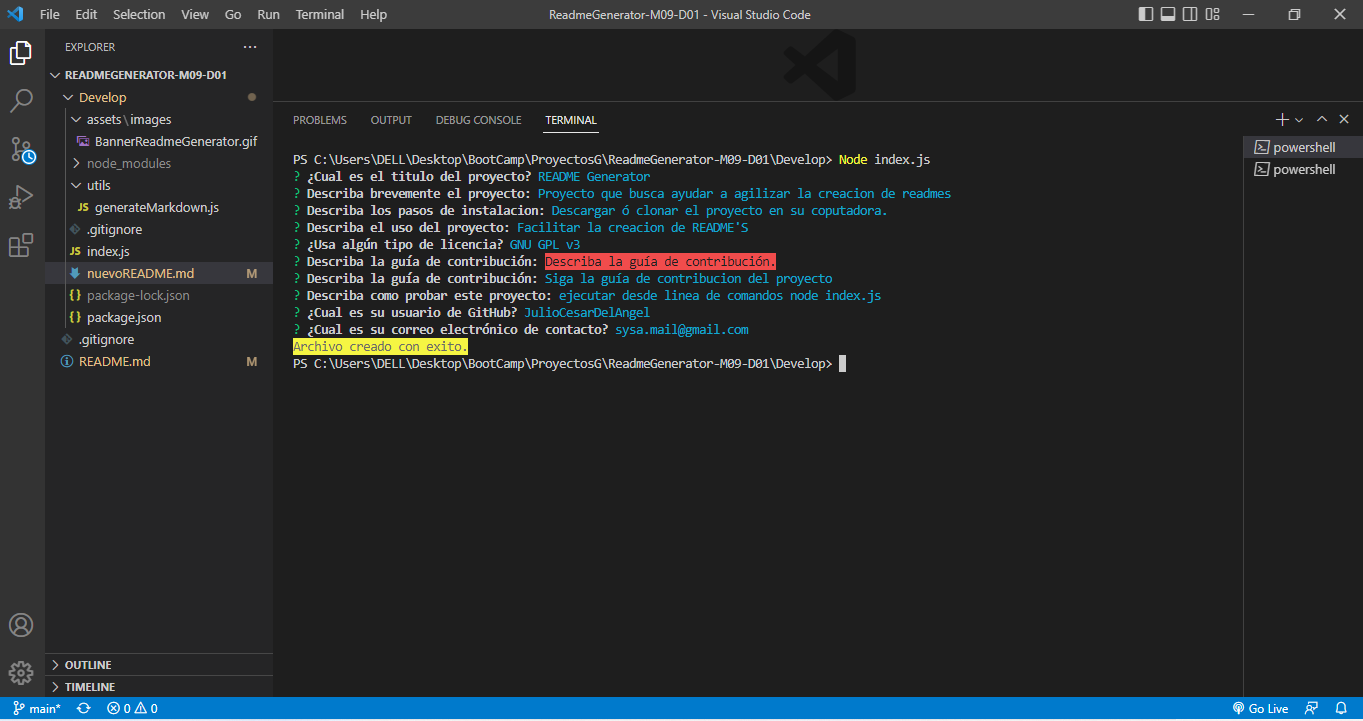 File Edit Selection View Go Run Terminal Help
ReadmeGenerator-M09-D01 - Visual Studio Code
EXPLORER
READMEGENERATOR-M09-D01
Develop
assets\images
BannerReadmeGenerator.gif
node_modules
utils
JS generateMarkdown.js
.gitignore
JS index.js
nuevoREADME.md M
{} package-lock.json
{} package.json
.gitignore
README.md M
OUTLINE
TIMELINE
PROBLEMS OUTPUT DEBUG CONSOLE TERMINAL
PS C:\Users\DELL\Desktop\BootCamp\ProyectosG\ReadmeGenerator-M09-D01\Develop> Node index.js
? ¿Cual es el titulo del proyecto? README Generator
? Describa brevemente el proyecto: Proyecto que busca ayudar a agilizar la creacion de readmes
? Describa los pasos de instalacion: Descargar ó clonar el proyecto en su coputadora.
? Describa el uso del proyecto: Facilitar la creacion de README'S
? ¿Usa algún tipo de licencia? GNU GPL v3
? Describa la guía de contribución: Describa la guía de contribución.
? Describa la guía de contribución: Siga la guía de contribucion del proyecto
? Describa como probar este proyecto: ejecutar desde linea de comandos node index.js
? ¿Cual es su usuario de GitHub? JulioCesarDelAngel
? ¿Cual es su correo electrónico de contacto? sysa.mail@gmail.com
Archivo creado con exito.
PS C:\Users\DELL\Desktop\BootCamp\ProyectosG\ReadmeGenerator-M09-D01\Develop>
powershell
powershell
main* 0 0
Go Live